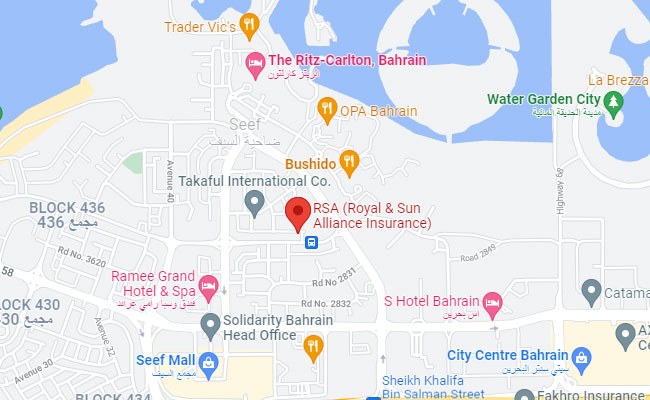 Trader Vic's
The Ritz-Carlton, Bahrain
الريتز كارلتون
La Brezza
Water Garden City
مدينة الحديقة المائية
OPA Bahrain
Seef
ضاحية السيف
Bushido
Avenue 40
Takaful International Co.
Highway 69
BLOCK 436
مجمع 436
RSA (Royal & Sun
Alliance Insurance)
Rd No. 3620
Road 2849
58
Ramee Grand
Hotel & Spa
فندق وسبا رامي غراند
Rd No. 2831
Rd No. 2832
S Hotel Bahrain
اس بحرين
Catama
BLOCK 430
مجمع 430
Avenue 32
Solidarity Bahrain
Head Office
AX
Ce
Seef Mall
مجمع السيف
City Centre Bahrain
سيتي سنتر البحرين
Avenue 30
Sheikh Khalifa
Bin Salman Street
BLOCK 434
Fakhro Insurance